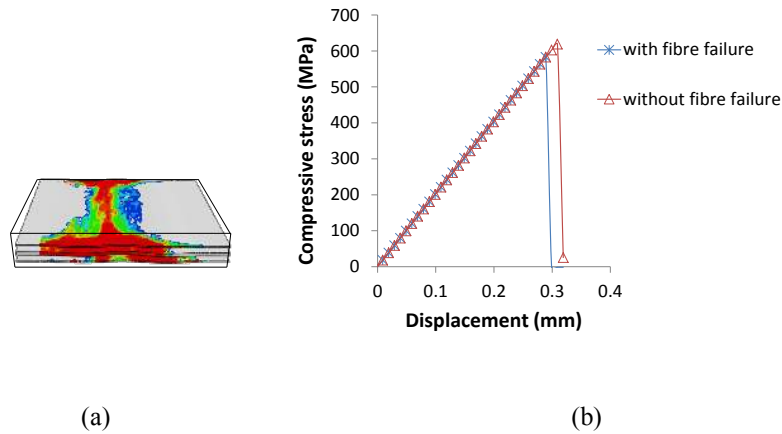 700
600
500
400
300
200
100
0
Compressive stress (MPa)
0
0.1
0.2
0.3
0.4
Displacement (mm)
with fibre failure
without fibre failure
(a)
(b)